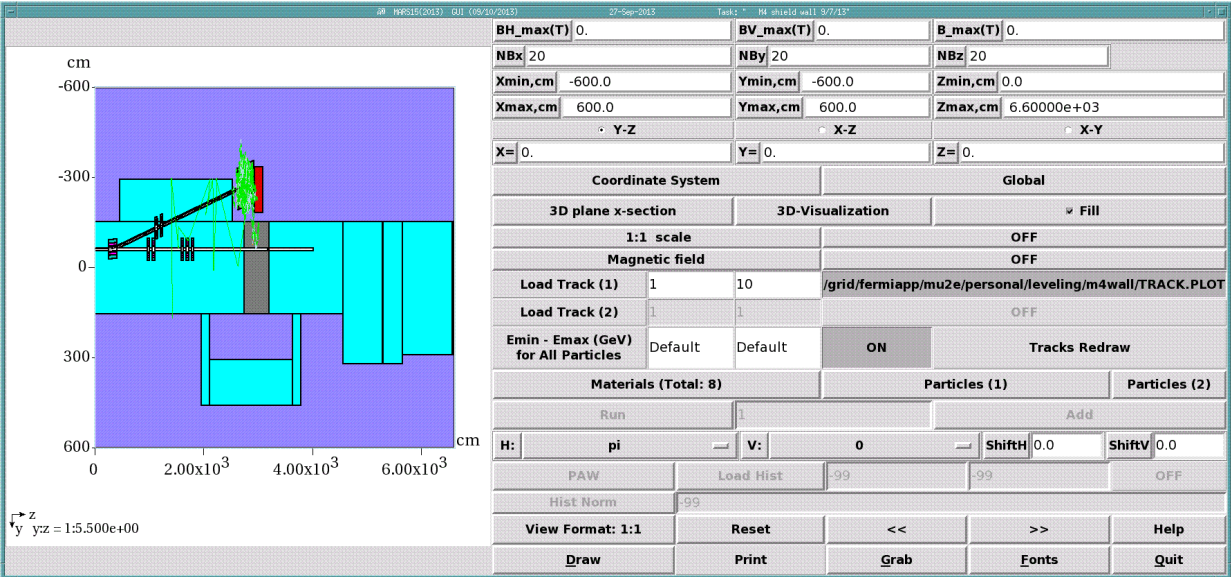 MARS15(2013) GUI (09/10/2013) 27-Sep-2013 Task: " M4 shield wall 9/7/13"
cm
-600
-300
0
300
600
cm
0 2.00x10³ 4.00x10³ 6.00x10³
z
y y:z = 1:5.500e+00
BH_max(T) 0. BV_max(T) 0. B_max(T) 0.
NBx 20 NBy 20 NBz 20
Xmin,cm -600.0 Ymin,cm -600.0 Zmin,cm 0.0
Xmax,cm 600.0 Ymax,cm 600.0 Zmax,cm 6.60000e+03
Y-Z X-Z X-Y
X= 0. Y= 0. Z= 0.
Coordinate System Global
3D plane x-section 3D-Visualization Fill
1:1 scale OFF
Magnetic field OFF
Load Track (1) 1 10 /grid/fermiapp/mu2e/personal/leveling/m4wall/TRACK.PLOT
Load Track (2) 1 1 OFF
Emin - Emax (GeV)
for All Particles Default Default ON Tracks Redraw
Materials (Total: 8) Particles (1) Particles (2)
Run 1 Add
H: pi V: 0 ShiftH 0.0 ShiftV 0.0
PAW Load Hist -99 -99 OFF
Hist Norm -99
View Format: 1:1 Reset << >> Help
Draw Print Grab Fonts Quit